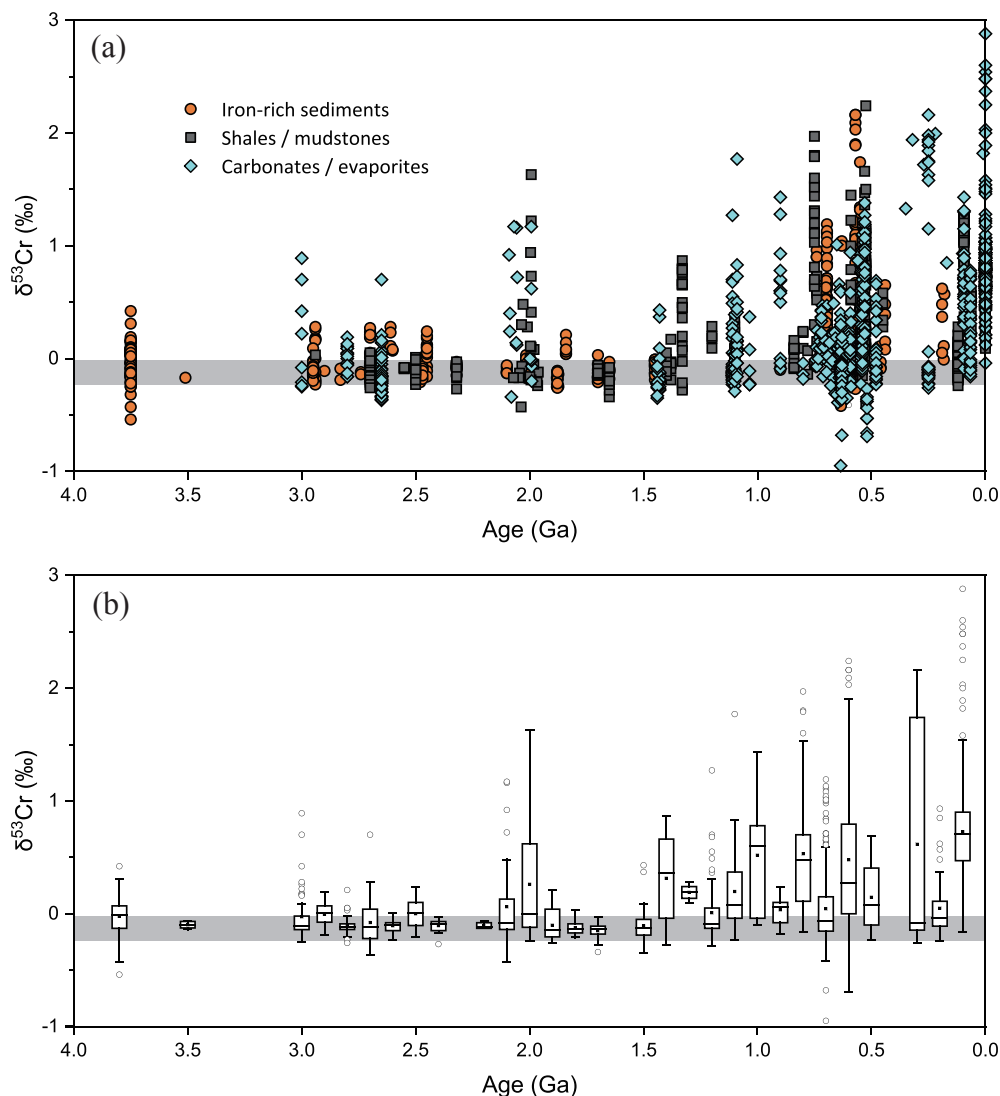 (a)
Iron-rich sediments
Shales / mudstones
Carbonates / evaporites
δ⁵³Cr (‰)
3
2
1
0
-1
4.0 3.5 3.0 2.5 2.0 1.5 1.0 0.5 0.0
Age (Ga)
(b)
δ⁵³Cr (‰)
3
2
1
0
-1
4.0 3.5 3.0 2.5 2.0 1.5 1.0 0.5 0.0
Age (Ga)